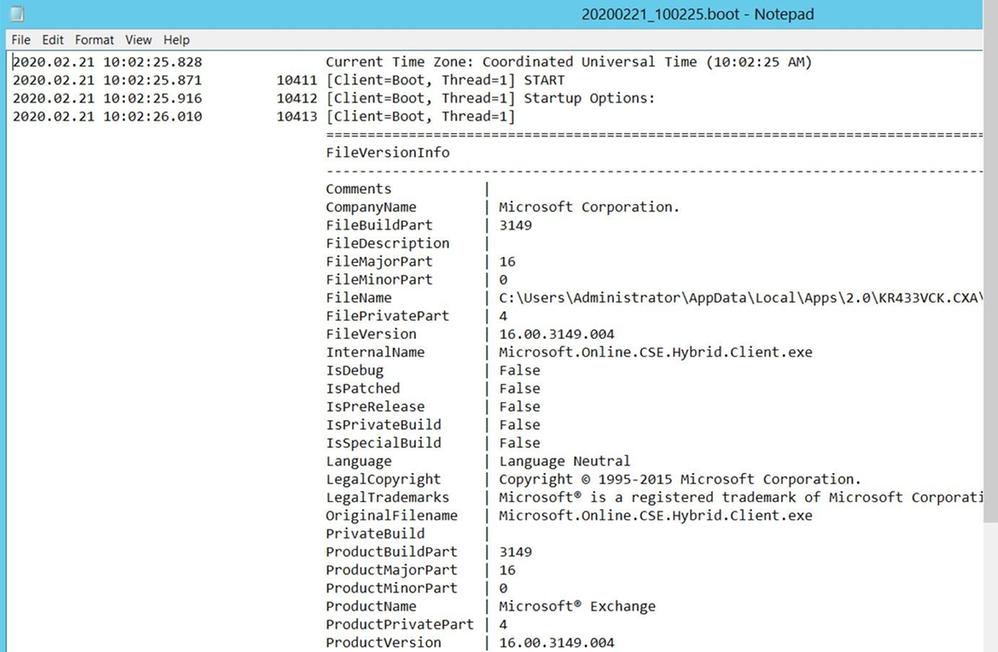 20200221_100225.boot - Notepad
File Edit Format View Help
2020.02.21 10:02:25.828 Current Time Zone: Coordinated Universal Time (10:02:25 AM)
2020.02.21 10:02:25.871 10411 [Client=Boot, Thread=1] START
2020.02.21 10:02:25.916 10412 [Client=Boot, Thread=1] Startup Options:
2020.02.21 10:02:26.010 10413 [Client=Boot, Thread=1]
================================================================================
FileVersionInfo
--------------------------------------------------------------------------------
Comments |
CompanyName | Microsoft Corporation.
FileBuildPart | 3149
FileDescription |
FileMajorPart | 16
FileMinorPart | 0
FileName | C:\Users\Administrator\AppData\Local\Apps\2.0\KR433VCK.CXA\
FilePrivatePart | 4
FileVersion | 16.00.3149.004
InternalName | Microsoft.Online.CSE.Hybrid.Client.exe
IsDebug | False
IsPatched | False
IsPreRelease | False
IsPrivateBuild | False
IsSpecialBuild | False
Language | Language Neutral
LegalCopyright | Copyright © 1995-2015 Microsoft Corporation.
LegalTrademarks | Microsoft® is a registered trademark of Microsoft Corporati
OriginalFilename | Microsoft.Online.CSE.Hybrid.Client.exe
PrivateBuild |
ProductBuildPart | 3149
ProductMajorPart | 16
ProductMinorPart | 0
ProductName | Microsoft® Exchange
ProductPrivatePart | 4
ProductVersion | 16.00.3149.004